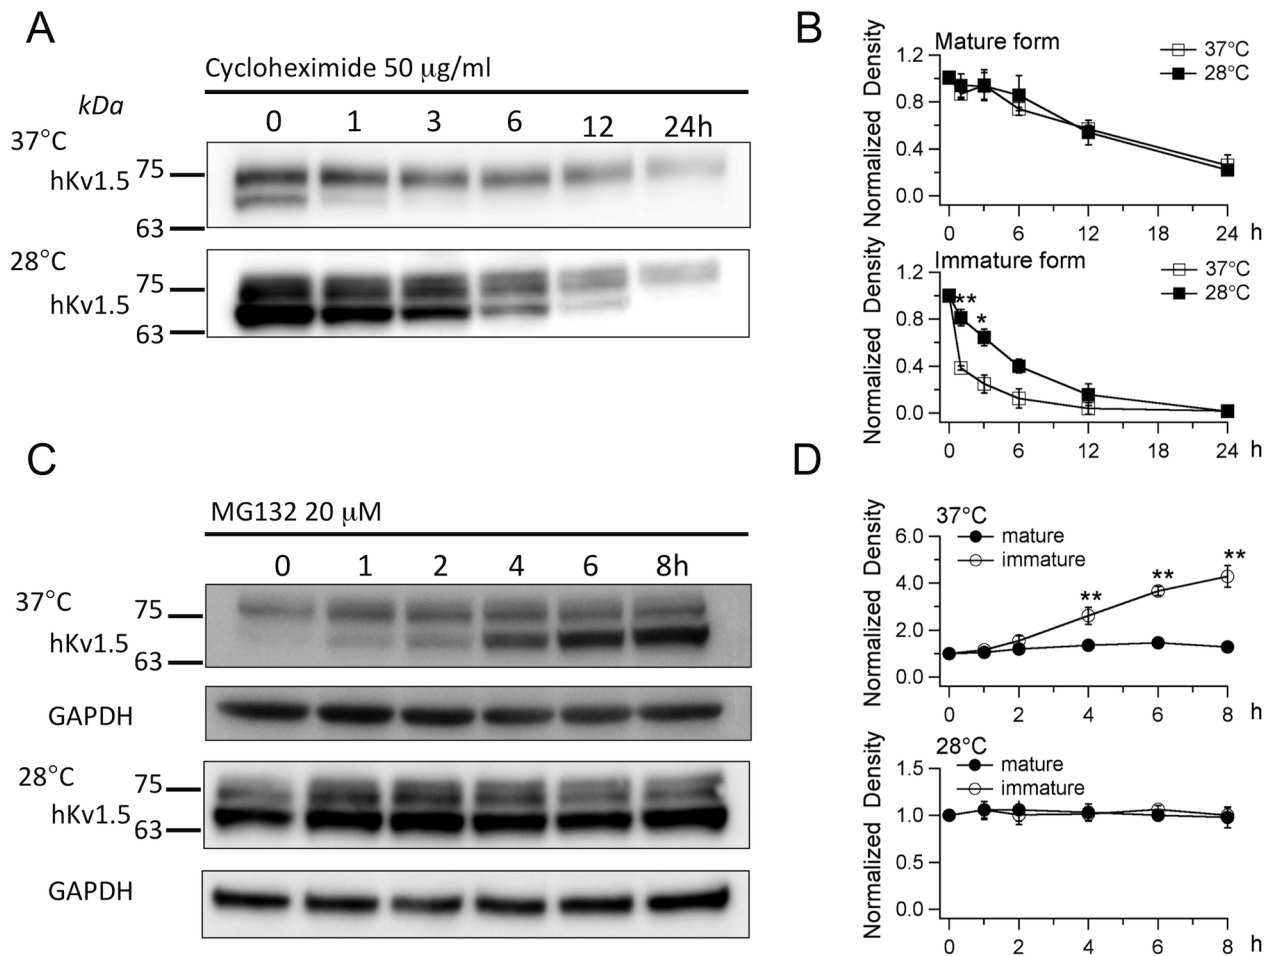 A
Cycloheximide 50 μg/ml
kDa
0 1 3 6 12 24h
37°C
75
hKv1.5
63
28°C
75
hKv1.5
63
B
Mature form
37°C
28°C
Normalized Density
1.2
0.8
0.4
0.0
0 6 12 18 24 h
Immature form
37°C
28°C
Normalized Density
1.2
0.8
0.4
0.0
**
*
0 6 12 18 24 h
C
MG132 20 μM
0 1 2 4 6 8h
37°C
75
hKv1.5
63
GAPDH
28°C
75
hKv1.5
63
GAPDH
D
37°C
mature
immature
Normalized Density
6.0
4.0
2.0
0.0
** ** **
0 2 4 6 8 h
28°C
mature
immature
Normalized Density
1.5
1.0
0.5
0.0
0 2 4 6 8 h